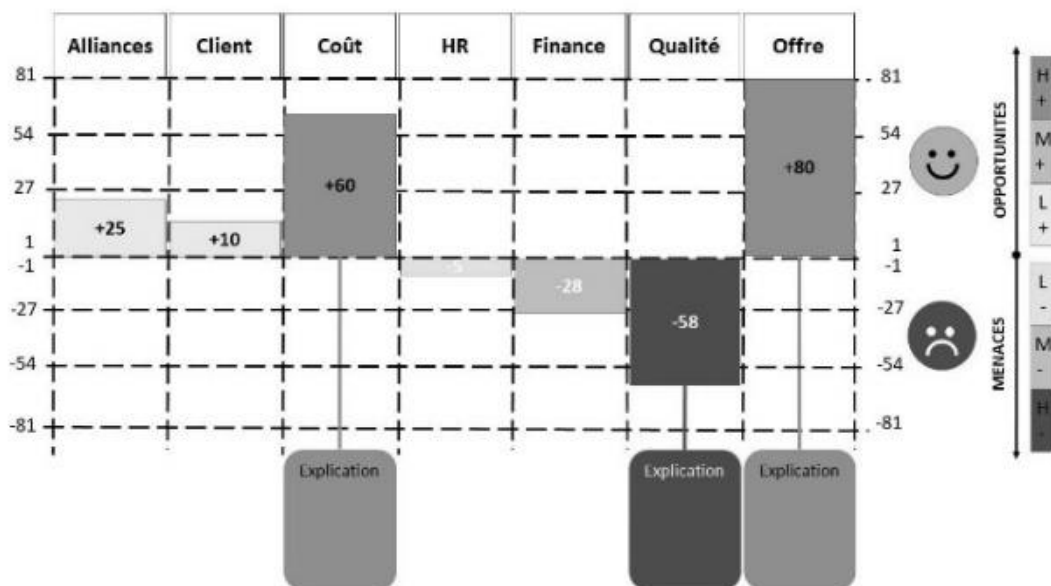 Alliances Client Coût HR Finance Qualité Offre
81 81
54 54
27 27
1 1
-1 -1
-27 -27
-54 -54
-81 -81
+25 +10 +60 -5 -28 -58 +80
OPPORTUNITES
MENACES
H
+
M
+
L
+
L
-
M
-
H
-
Explication Explication Explication